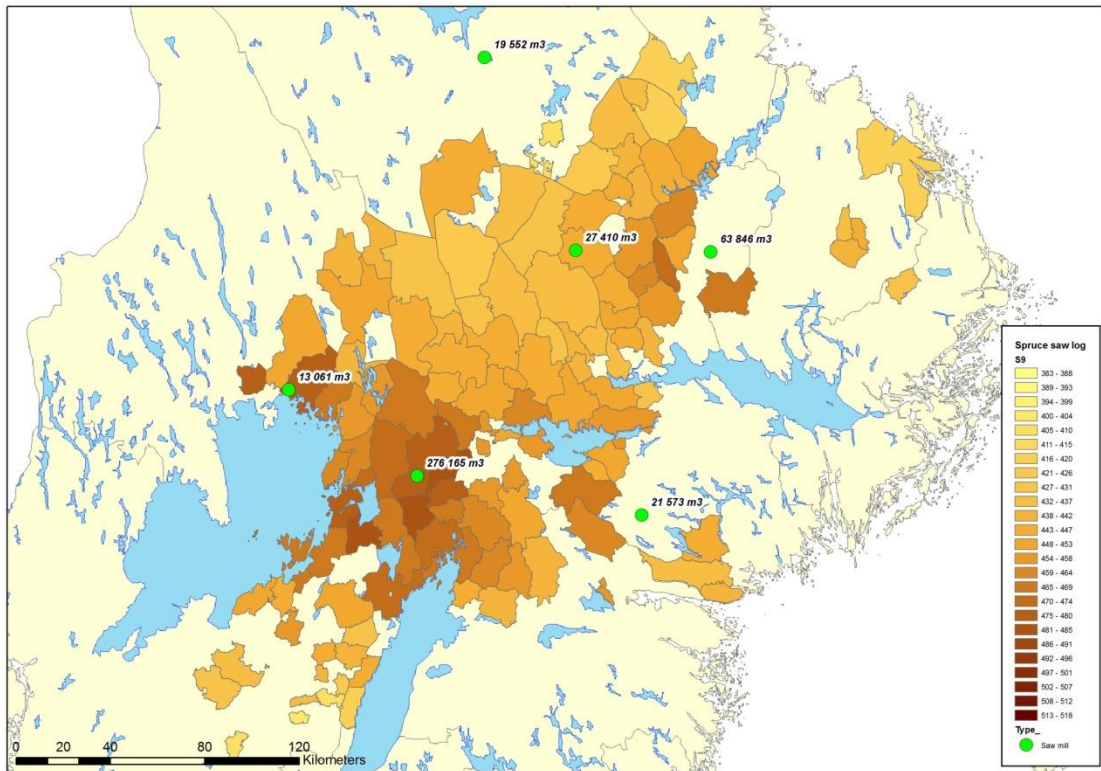 19 552 m3
27 410 m3
63 846 m3
13 061 m3
276 165 m3
21 573 m3
Spruce saw log
S9
383 - 388
389 - 393
394 - 399
400 - 404
405 - 410
411 - 415
416 - 420
421 - 426
427 - 431
432 - 437
438 - 442
443 - 447
448 - 453
454 - 458
459 - 464
465 - 469
470 - 474
475 - 480
481 - 485
486 - 491
492 - 496
497 - 501
502 - 507
508 - 512
513 - 518
Type_
Saw mill
0 20 40 80 120
Kilometers